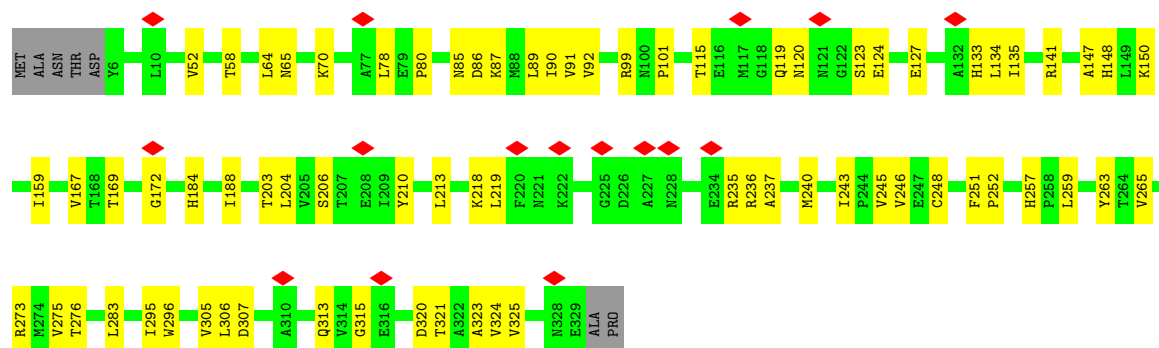 MET ALA ASN THR ASP Y6 L10 V52 T58 L64 N65 K70 A77 L78 E79 P80 N85 D86 K87 M88 L89 I90 V91 V92 R99 N100 P101 T115 E116 M117 G118 Q119 N120 N121 G122 S123 E124 E127 A132 H133 L134 I135 R141 A147 H148 L149 K150
I159 V167 T168 T169 G172 H184 I188 T203 L204 V205 S206 T207 E208 I209 Y210 L213 K218 L219 F220 N221 K222 G225 D226 A227 N228 E234 R235 R236 A237 M240 I243 P244 V245 V246 E247 C248 F251 P252 H257 P258 L259 Y263 T264 V265
R273 M274 V275 T276 L283 I295 W296 V305 L306 D307 A310 Q313 V314 G315 E316 D320 T321 A322 A323 V324 V325 N328 E329 ALA PRO